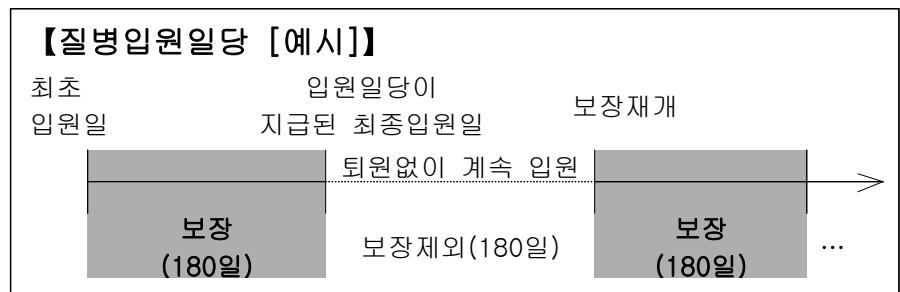 【질병입원일당 [예시]】
최초
입원일
입원일당이
지급된 최종입원일
보장재개
퇴원없이 계속 입원
보장
(180일)
보장제외(180일)
보장
(180일)
…